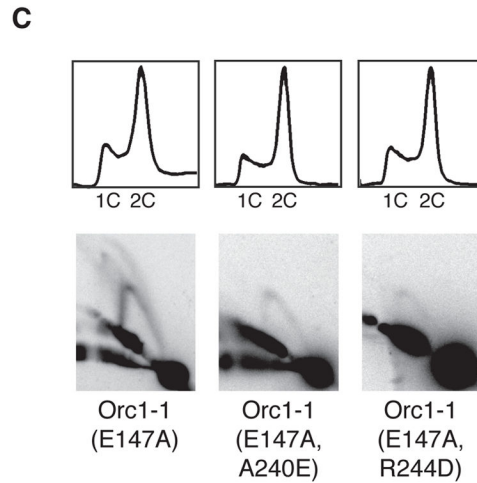 C
1C 2C
1C 2C
1C 2C
Orc1-1
(E147A)
Orc1-1
(E147A,
A240E)
Orc1-1
(E147A,
R244D)